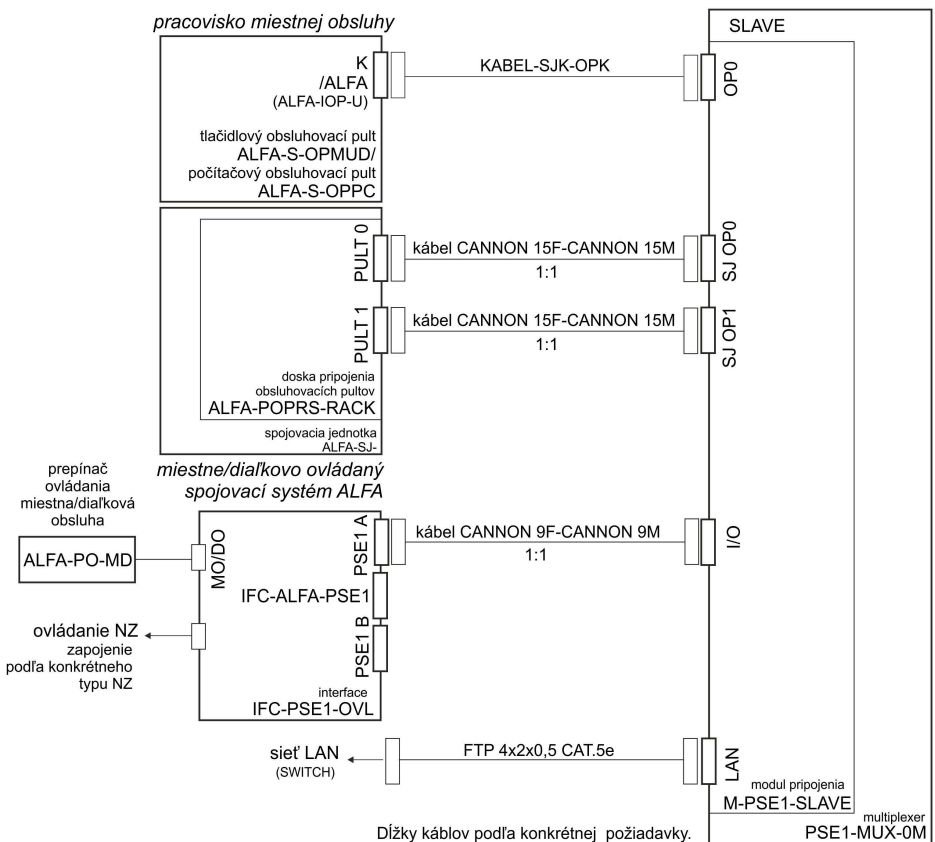 pracovisko miestnej obsluhy
K
/ALFA
(ALFA-IOP-U)
tlačidlový obsluhovací pult
ALFA-S-OPMUD/
počítačový obsluhovací pult
ALFA-S-OPPC
KABEL-SJK-OPK
SLAVE
OP0
PULT 0
kábel CANNON 15F-CANNON 15M
1:1
SJ OP0
PULT 1
kábel CANNON 15F-CANNON 15M
1:1
SJ OP1
doska pripojenia
obsluhovacích pultov
ALFA-POPRS-RACK
spojovacia jednotka
ALFA-SJ-
miestne/diaľkovo ovládaný
spojovací systém ALFA
prepínač
ovládania
miestna/diaľková
obsluha
ALFA-PO-MD
MO/DO
PSE1 A
kábel CANNON 9F-CANNON 9M
1:1
I/O
IFC-ALFA-PSE1
PSE1 B
ovládanie NZ
zapojenie
podľa konkrétneho
typu NZ
interface
IFC-PSE1-OVL
sieť LAN
(SWITCH)
FTP 4x2x0,5 CAT.5e
LAN
modul pripojenia
M-PSE1-SLAVE
multiplexer
PSE1-MUX-0M
Dĺžky káblov podľa konkrétnej požiadavky.